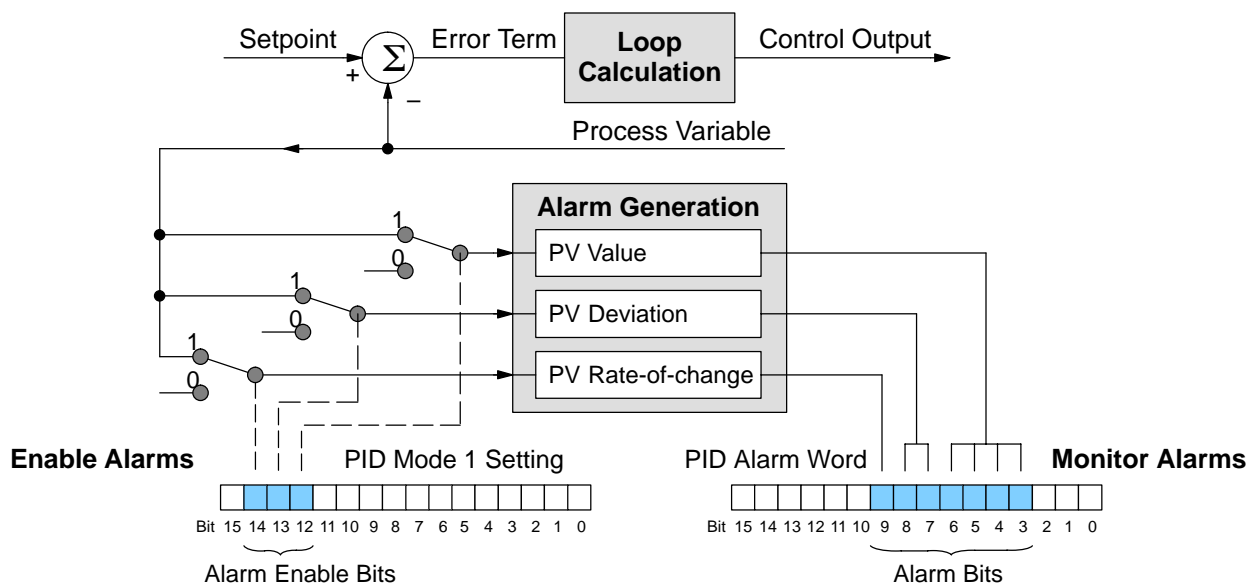 Setpoint
+
Σ
−
Error Term
Loop
Calculation
Control Output
Process Variable
Alarm Generation
1
0
PV Value
1
0
PV Deviation
1
0
PV Rate-of-change
Enable Alarms
PID Mode 1 Setting
Bit 15 14 13 12 11 10 9 8 7 6 5 4 3 2 1 0
Alarm Enable Bits
PID Alarm Word
Monitor Alarms
Bit 15 14 13 12 11 10 9 8 7 6 5 4 3 2 1 0
Alarm Bits